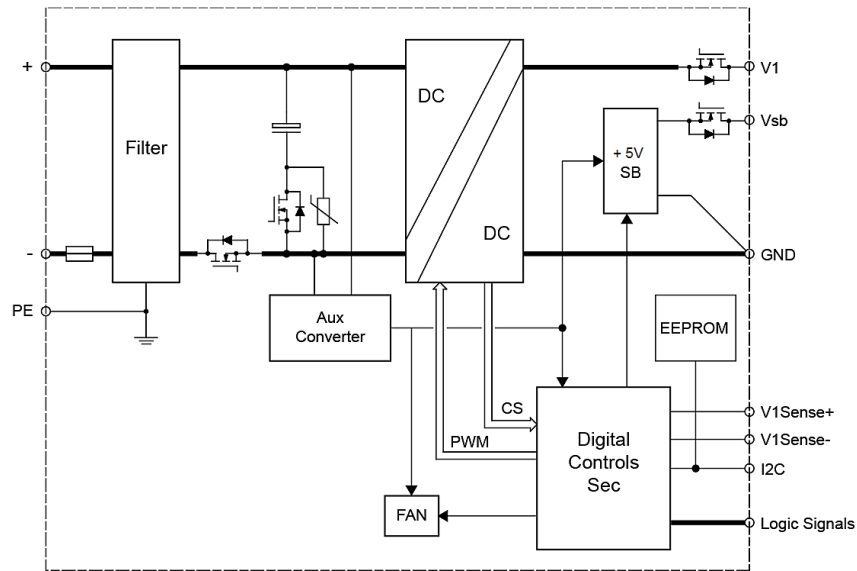 +
Filter
DC
DC
V1
Vsb
+ 5V
SB
-
GND
PE
Aux
Converter
EEPROM
CS
PWM
Digital
Controls
Sec
V1Sense+
V1Sense-
I2C
FAN
Logic Signals